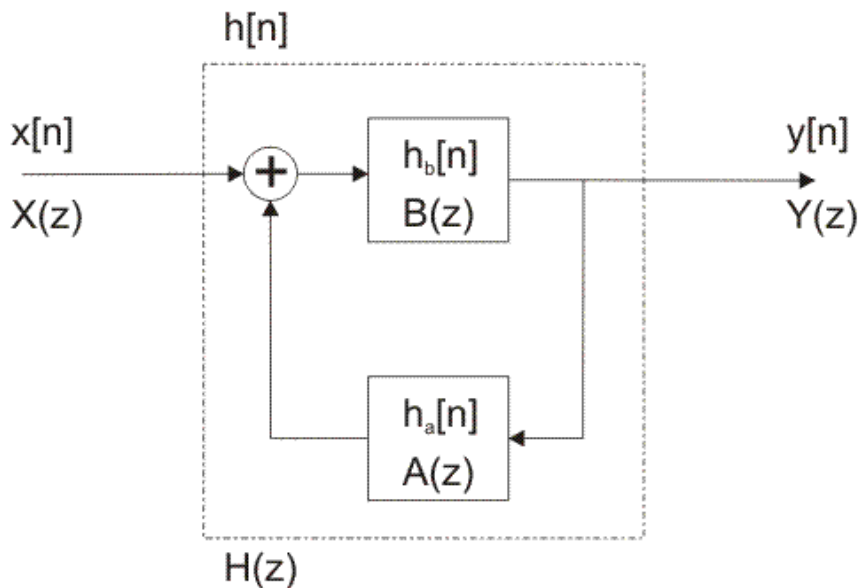 h[n]
x[n]
y[n]
+
h_b[n]
X(z)
B(z)
Y(z)
h_a[n]
A(z)
H(z)